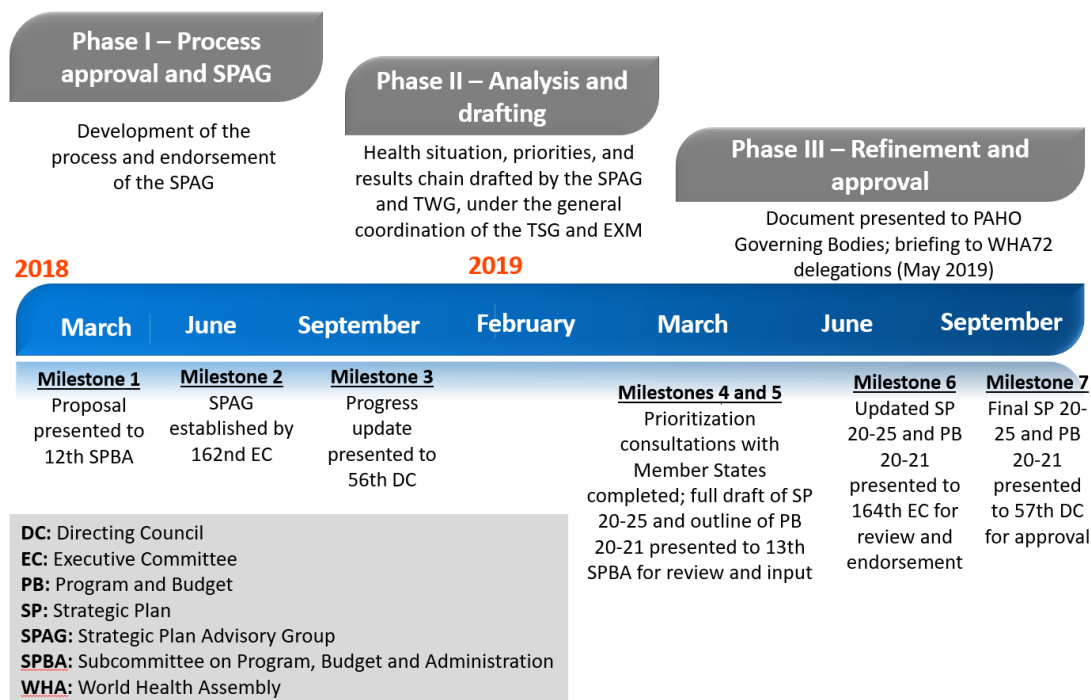 Phase I – Process
approval and SPAG
Development of the
process and endorsement
of the SPAG
Phase II – Analysis and
drafting
Health situation, priorities, and
results chain drafted by the SPAG
and TWG, under the general
coordination of the TSG and EXM
Phase III – Refinement and
approval
Document presented to PAHO
Governing Bodies; briefing to WHA72
delegations (May 2019)
2018
2019
March
June
September
February
March
June
September
Milestone 1
Proposal
presented to
12th SPBA
Milestone 2
SPAG
established by
162nd EC
Milestone 3
Progress
update
presented to
56th DC
Milestones 4 and 5
Prioritization
consultations with
Member States
completed; full draft of SP
20-25 and outline of PB
20-21 presented to 13th
SPBA for review and input
Milestone 6
Updated SP
20-25 and PB
20-21
presented to
164th EC for
review and
endorsement
Milestone 7
Final SP 20-
25 and PB
20-21
presented
to 57th DC
for approval
DC: Directing Council
EC: Executive Committee
PB: Program and Budget
SP: Strategic Plan
SPAG: Strategic Plan Advisory Group
SPBA: Subcommittee on Program, Budget and Administration
WHA: World Health Assembly